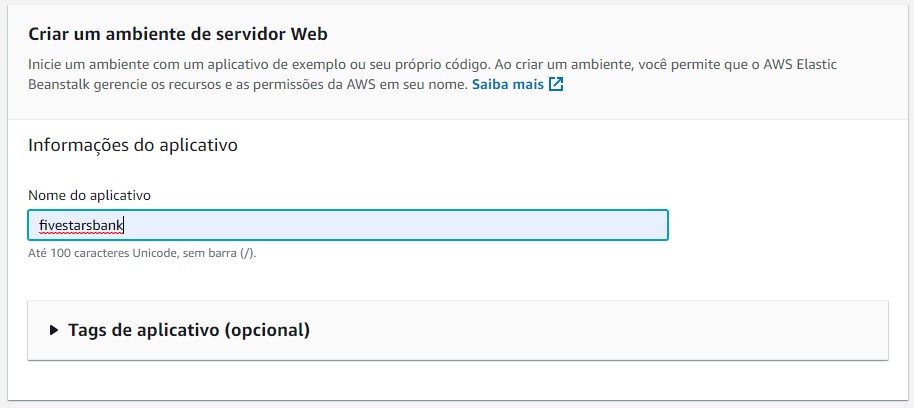 Criar um ambiente de servidor Web
Inicie um ambiente com um aplicativo de exemplo ou seu próprio código. Ao criar um ambiente, você permite que o AWS Elastic
Beanstalk gerencie os recursos e as permissões da AWS em seu nome. Saiba mais
Informações do aplicativo
Nome do aplicativo
fivestarsbank
Até 100 caracteres Unicode, sem barra (/).
Tags de aplicativo (opcional)